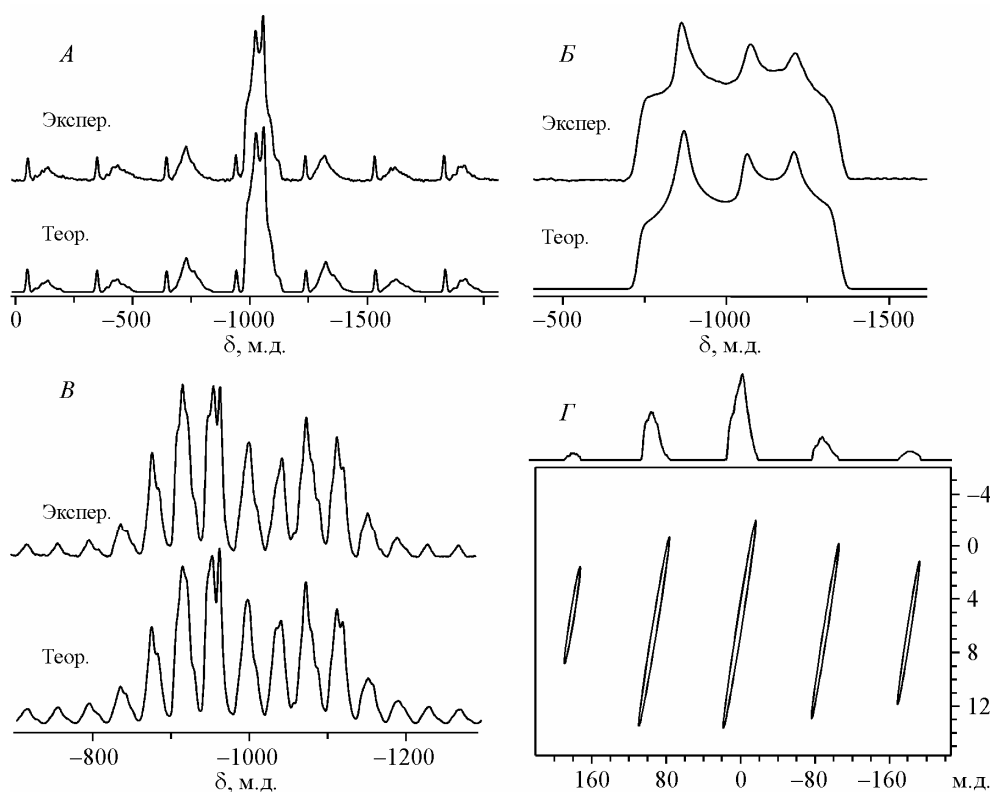 А
Экспер.
Теор.
0 –500 –1000 –1500
δ, м.д.
Б
Экспер.
Теор.
–500 –1000 –1500
δ, м.д.
В
Экспер.
Теор.
–800 –1000 –1200
δ, м.д.
Г
–4
0
4
8
12
160 80 0 –80 –160 м.д.